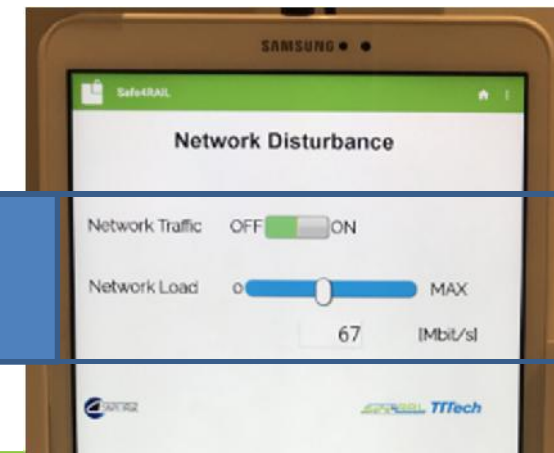 SAMSUNG
Safe4RAIL
Network Disturbance
Network Traffic OFF ON
Network Load 0 MAX
67 [Mbit/s]
TTTech